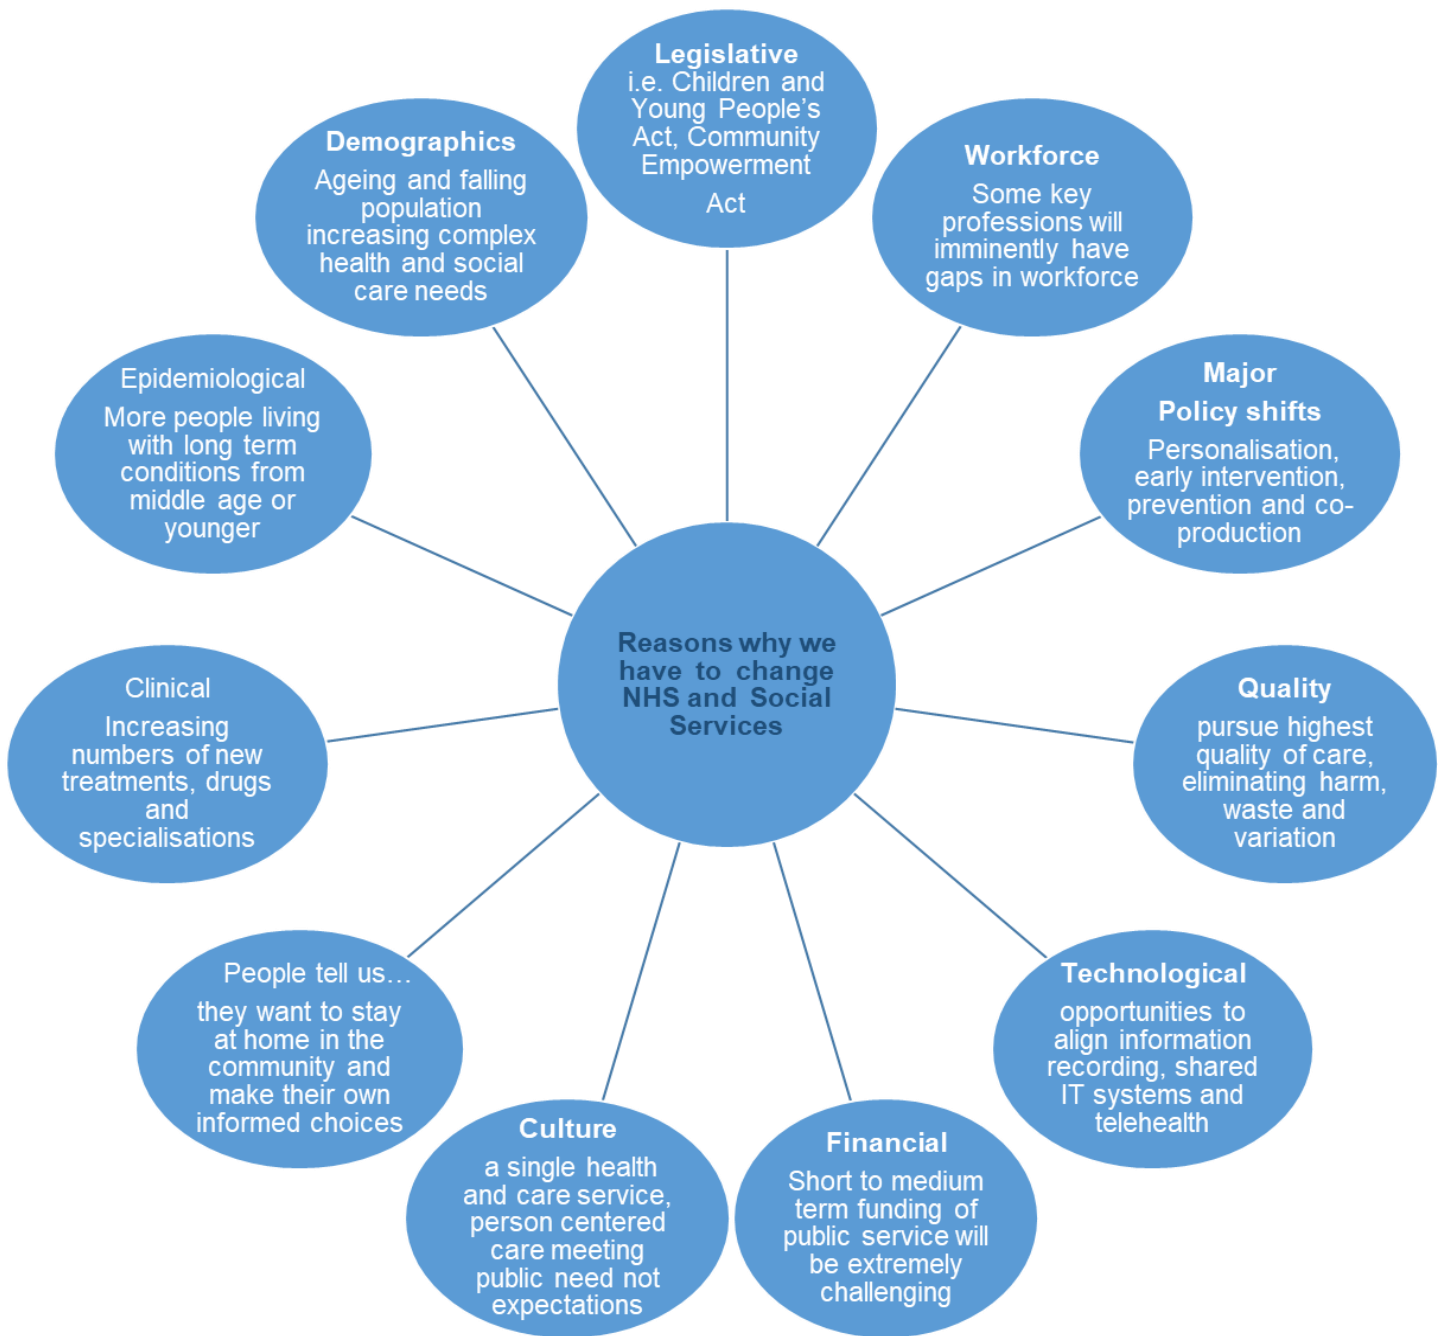 Legislative
i.e. Children and
Young People’s
Act, Community
Empowerment
Act
Workforce
Some key
professions will
imminently have
gaps in workforce
Major
Policy shifts
Personalisation,
early intervention,
prevention and co-
production
Quality
pursue highest
quality of care,
eliminating harm,
waste and
variation
Technological
opportunities to
align information
recording, shared
IT systems and
telehealth
Financial
Short to medium
term funding of
public service will
be extremely
challenging
Culture
a single health
and care service,
person centered
care meeting
public need not
expectations
People tell us…
they want to stay
at home in the
community and
make their own
informed choices
Clinical
Increasing
numbers of new
treatments, drugs
and
specialisations
Epidemiological
More people living
with long term
conditions from
middle age or
younger
Demographics
Ageing and falling
population
increasing complex
health and social
care needs
Reasons why we
have to change
NHS and Social
Services